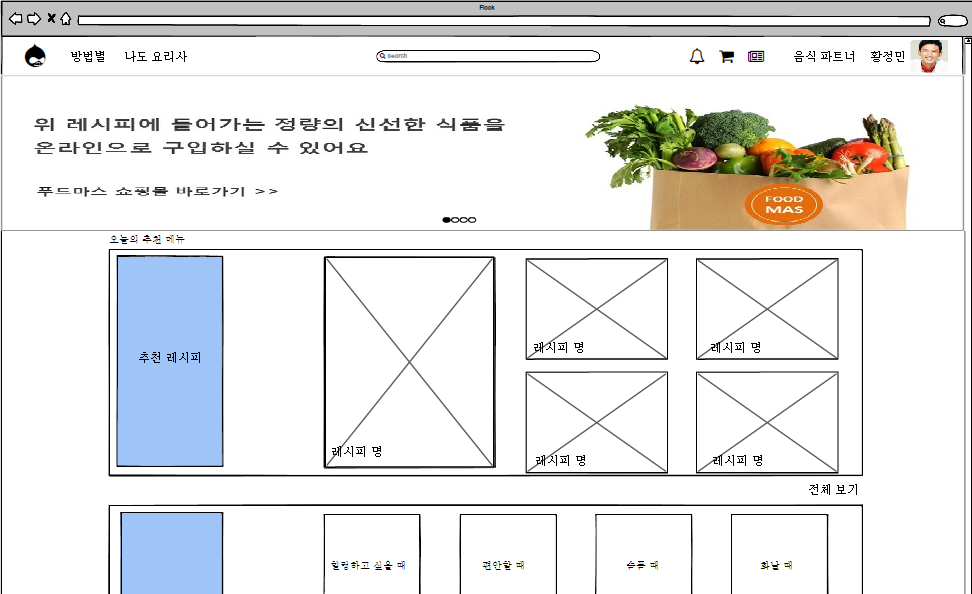 Flook
방법별 나도 요리사 Search 음식 파트너 황정민
위 레시피에 들어가는 정량의 신선한 식품을
온라인으로 구입하실 수 있어요
푸드마스 쇼핑몰 바로가기 >>
FOOD
MAS
오늘의 추천 메뉴
추천 레시피
레시피 명
레시피 명
레시피 명
레시피 명
레시피 명
전체 보기
힐링하고 싶을 때 편안할 때 슬플 때 화날 때